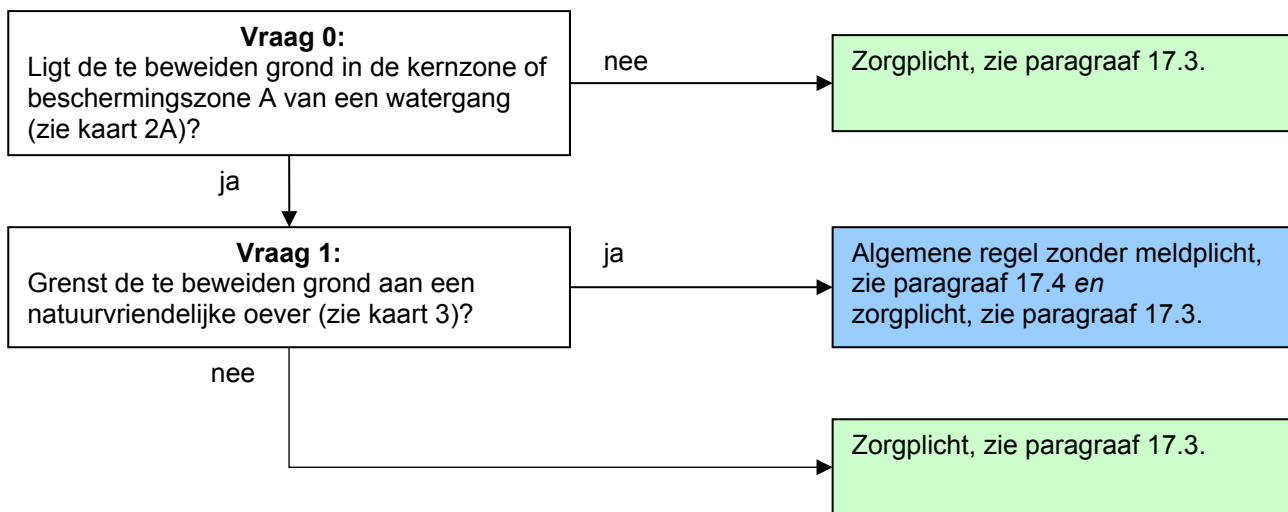 Vraag 0:
Ligt de te beweiden grond in de kernzone of
beschermingszone A van een watergang
(zie kaart 2A)?
nee
Zorgplicht, zie paragraaf 17.3.
ja
Vraag 1:
Grenst de te beweiden grond aan een
natuurvriendelijke oever (zie kaart 3)?
ja
Algemene regel zonder meldplicht,
zie paragraaf 17.4 en
zorgplicht, zie paragraaf 17.3.
nee
Zorgplicht, zie paragraaf 17.3.